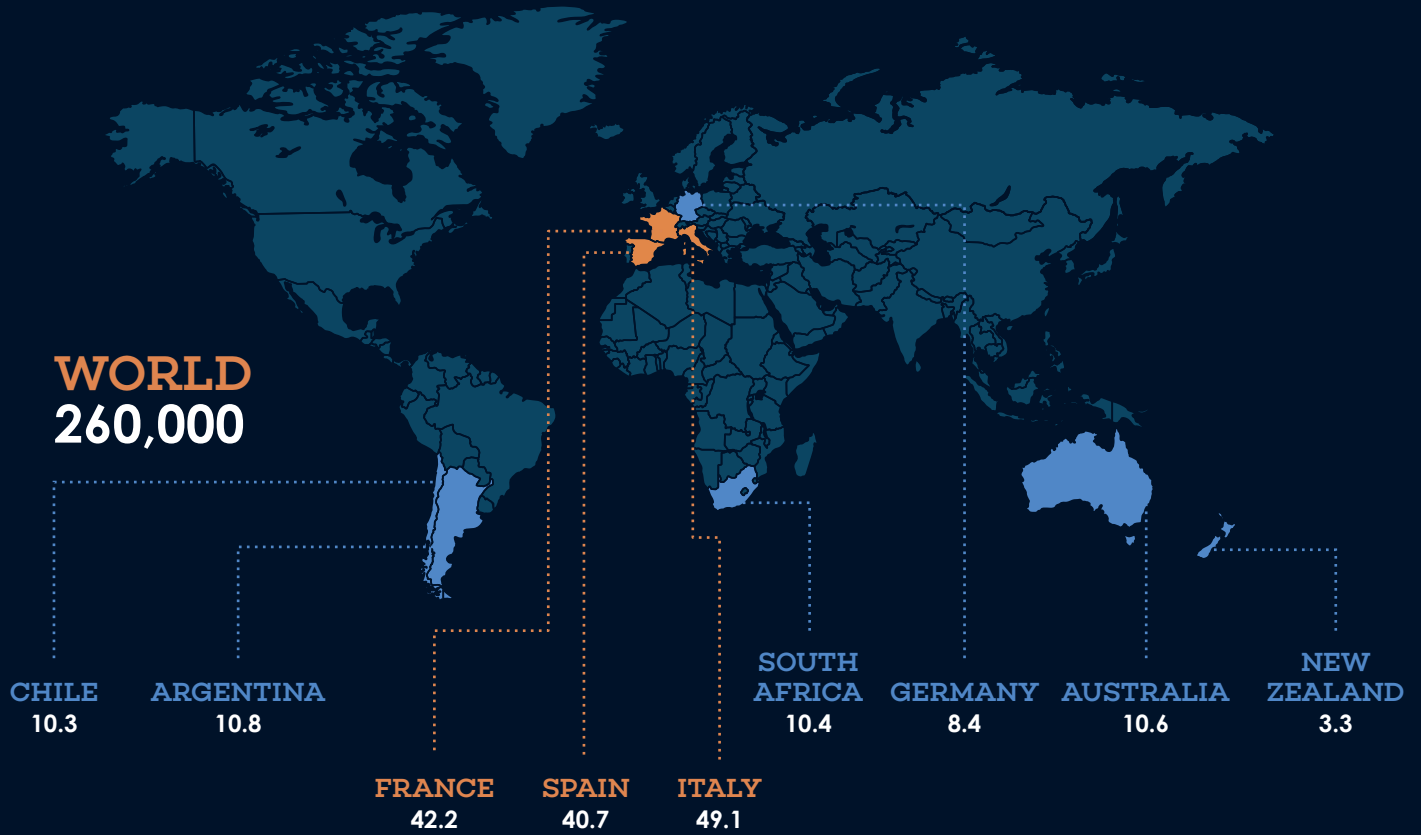 WORLD
260,000
CHILE
10.3
ARGENTINA
10.8
FRANCE
42.2
SPAIN
40.7
ITALY
49.1
SOUTH
AFRICA
10.4
GERMANY
8.4
AUSTRALIA
10.6
NEW
ZEALAND
3.3